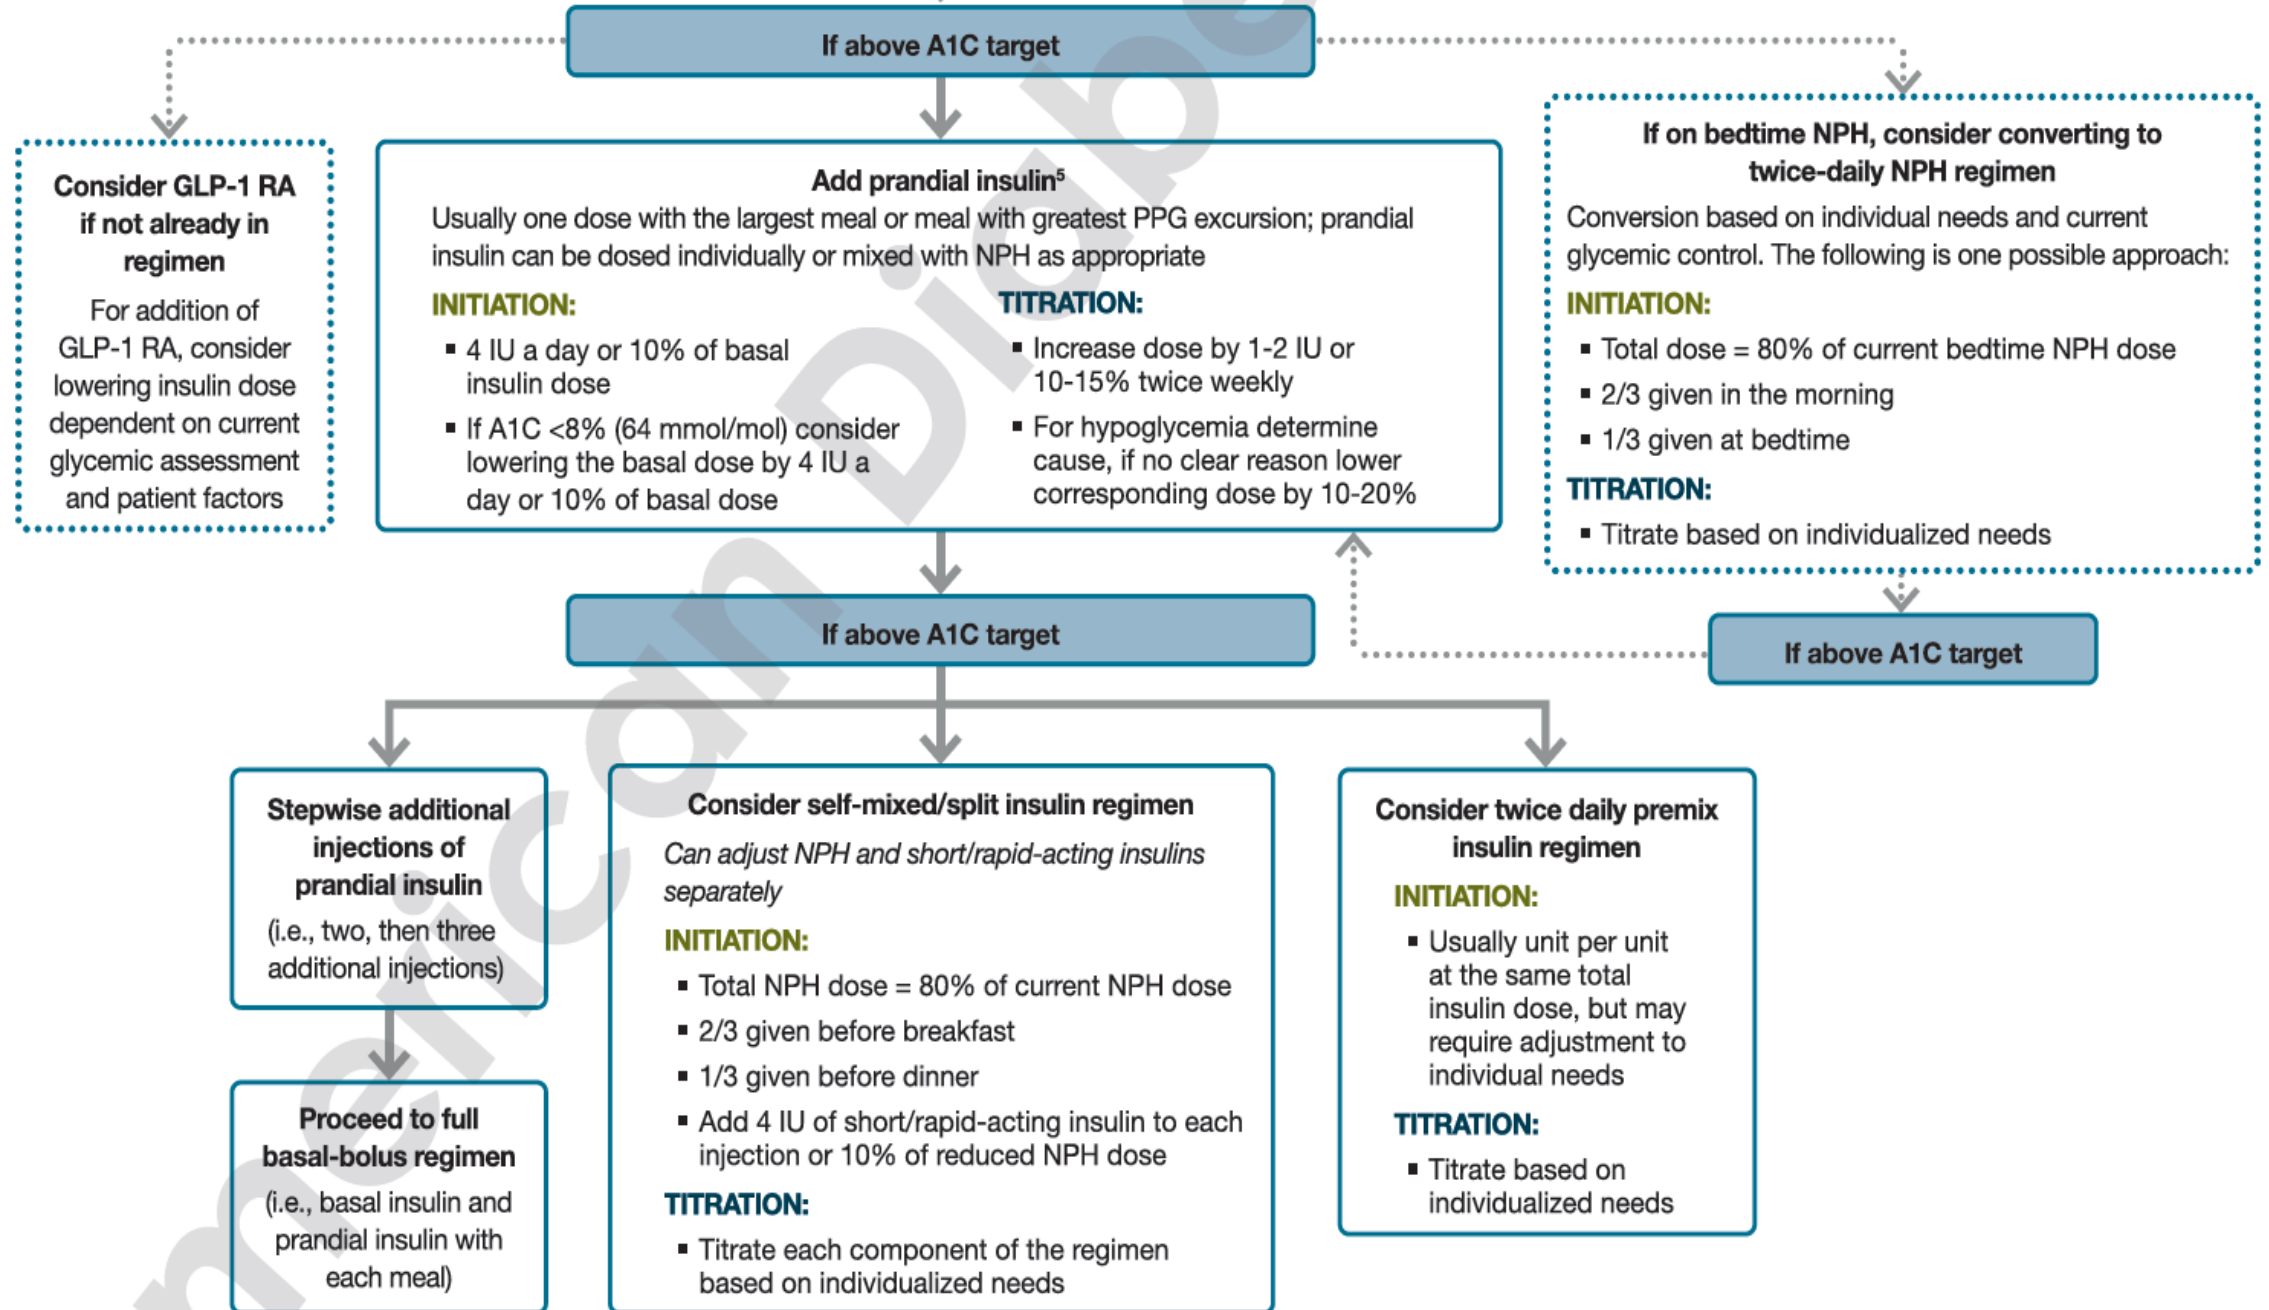 If above A1C target
Consider GLP-1 RA
if not already in
regimen
For addition of
GLP-1 RA, consider
lowering insulin dose
dependent on current
glycemic assessment
and patient factors
Add prandial insulin⁵
Usually one dose with the largest meal or meal with greatest PPG excursion; prandial
insulin can be dosed individually or mixed with NPH as appropriate
INITIATION:
▪ 4 IU a day or 10% of basal
insulin dose
▪ If A1C <8% (64 mmol/mol) consider
lowering the basal dose by 4 IU a
day or 10% of basal dose
TITRATION:
▪ Increase dose by 1-2 IU or
10-15% twice weekly
▪ For hypoglycemia determine
cause, if no clear reason lower
corresponding dose by 10-20%
If on bedtime NPH, consider converting to
twice-daily NPH regimen
Conversion based on individual needs and current
glycemic control. The following is one possible approach:
INITIATION:
▪ Total dose = 80% of current bedtime NPH dose
▪ 2/3 given in the morning
▪ 1/3 given at bedtime
TITRATION:
▪ Titrate based on individualized needs
If above A1C target
If above A1C target
Stepwise additional
injections of
prandial insulin
(i.e., two, then three
additional injections)
Proceed to full
basal-bolus regimen
(i.e., basal insulin and
prandial insulin with
each meal)
Consider self-mixed/split insulin regimen
Can adjust NPH and short/rapid-acting insulins
separately
INITIATION:
▪ Total NPH dose = 80% of current NPH dose
▪ 2/3 given before breakfast
▪ 1/3 given before dinner
▪ Add 4 IU of short/rapid-acting insulin to each
injection or 10% of reduced NPH dose
TITRATION:
▪ Titrate each component of the regimen
based on individualized needs
Consider twice daily premix
insulin regimen
INITIATION:
▪ Usually unit per unit
at the same total
insulin dose, but may
require adjustment to
individual needs
TITRATION:
▪ Titrate based on
individualized needs
merican Diabe